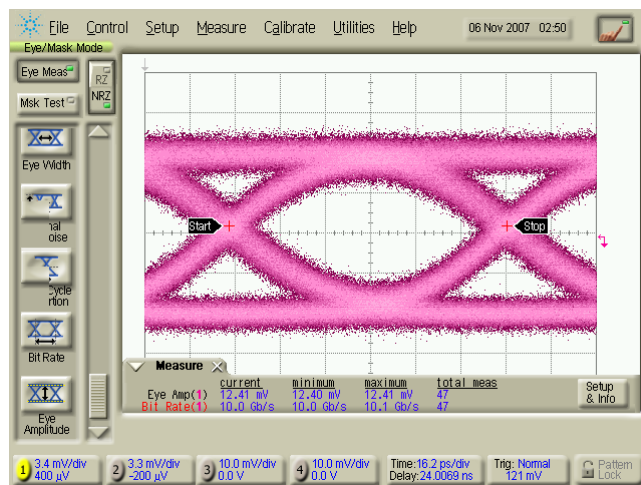 File Control Setup Measure Calibrate Utilities Help 06 Nov 2007 02:50
Eye/Mask Mode
Eye Meas
RZ
Msk Test
NRZ
Eye Width
nal
oise
Cycle
rtion
Bit Rate
Eye
Amplitude
Start
Stop
Measure
current minimum maximum total meas
Eye Amp(1) 12.41 mV 12.40 mV 12.41 mV 47
Bit Rate(1) 10.0 Gb/s 10.0 Gb/s 10.1 Gb/s 47
Setup
& Info
1 3.4 mV/div 2 3.3 mV/div 3 10.0 mV/div 4 10.0 mV/div Time:16.2 ps/div Trig: Normal Pattern
400 µV -200 µV 0.0 V 0.0 V Delay:24.0069 ns 121 mV Lock